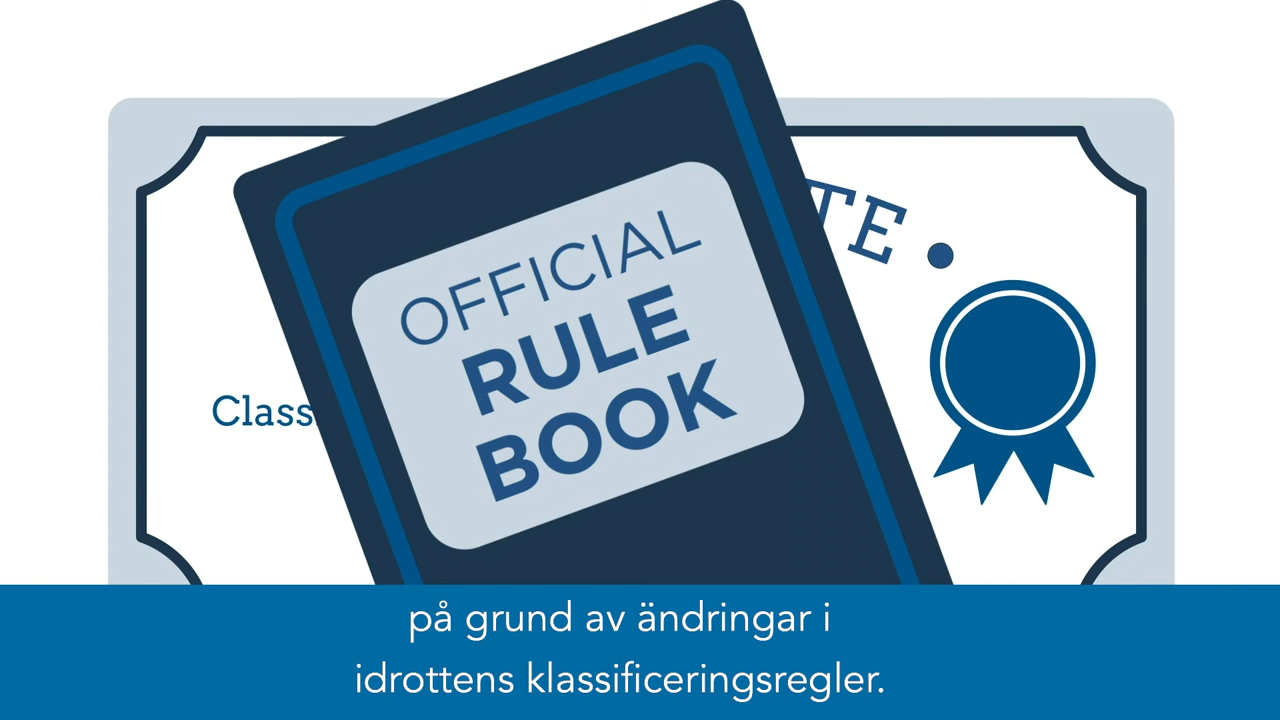 TE •
OFFICIAL
RULE
BOOK
Class
på grund av ändringar i
idrottens klassificeringsregler.